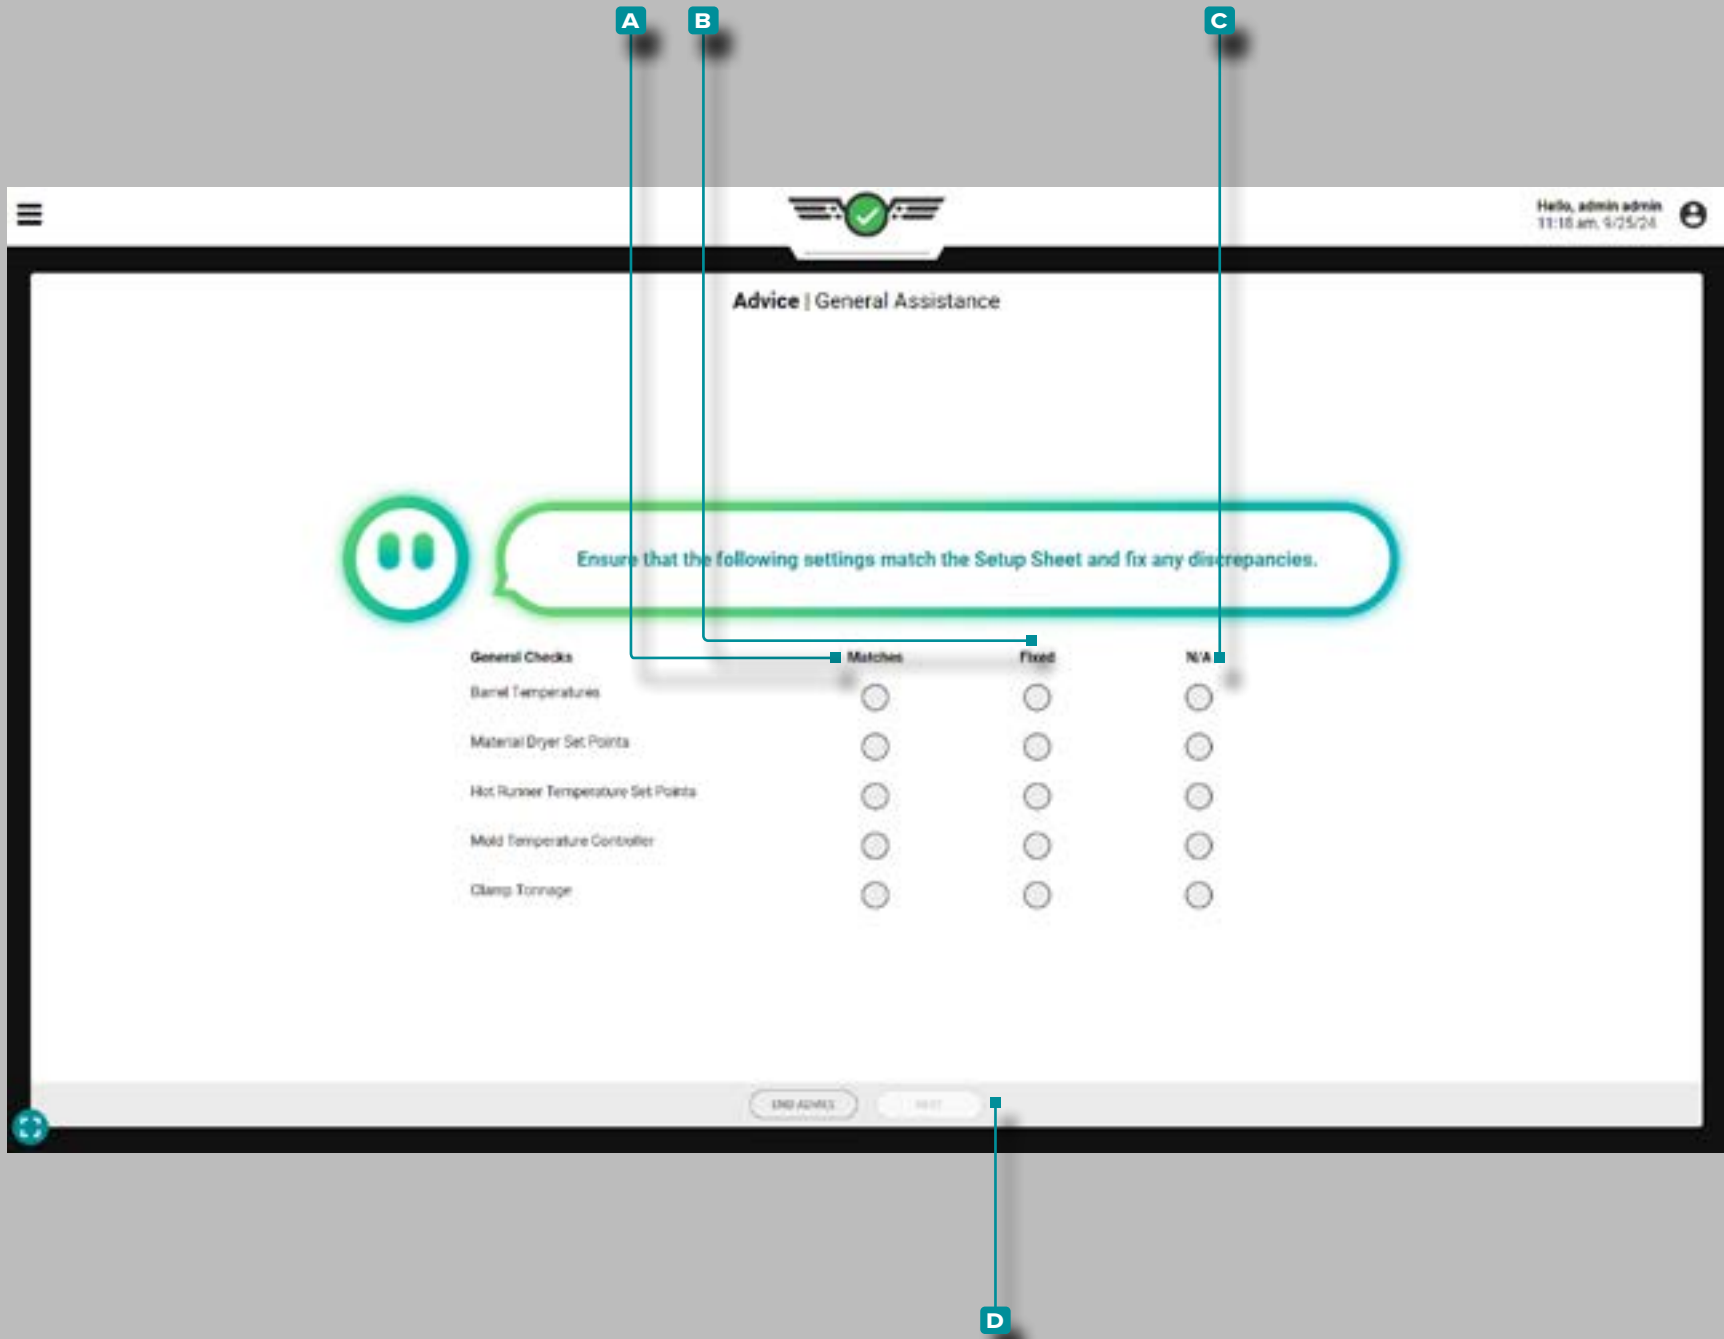 A B C
Hello, admin admin
11:18 am, 9/25/24
Advice | General Assistance
Ensure that the following settings match the Setup Sheet and fix any discrepancies.
General Checks Matches Fixed N/A
Barrel Temperatures
Material Dryer Set Points
Hot Runner Temperature Set Points
Mold Temperature Controller
Clamp Tonnage
END ADVICE NEXT
D